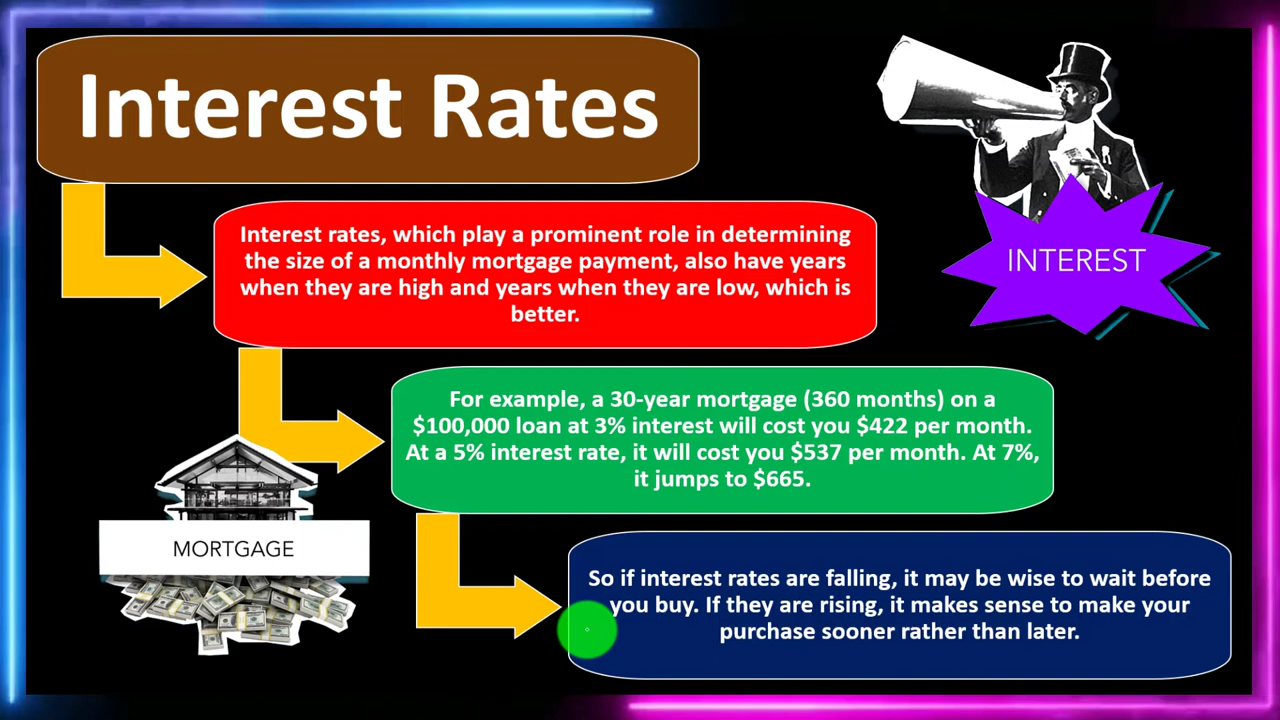 Interest Rates
Interest rates, which play a prominent role in determining
the size of a monthly mortgage payment, also have years
when they are high and years when they are low, which is
better.
INTEREST
For example, a 30-year mortgage (360 months) on a
$100,000 loan at 3% interest will cost you $422 per month.
At a 5% interest rate, it will cost you $537 per month. At 7%,
it jumps to $665.
MORTGAGE
So if interest rates are falling, it may be wise to wait before
you buy. If they are rising, it makes sense to make your
purchase sooner rather than later.